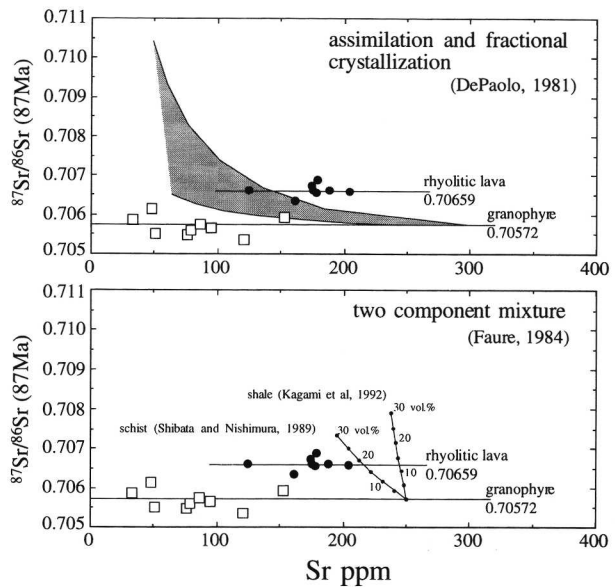 0.711
0.710
0.709
0.708
0.707
0.706
0.705
87Sr/86Sr (87Ma)
assimilation and fractional
crystallization
(DePaolo, 1981)
rhyolitic lava
0.70659
granophyre
0.70572
0 100 200 300 400
0.711
0.710
0.709
0.708
0.707
0.706
0.705
87Sr/86Sr (87Ma)
two component mixture
(Faure, 1984)
shale (Kagami et al, 1992)
30 vol.%
20
10
schist (Shibata and Nishimura, 1989)
30 vol.%
20
10
rhyolitic lava
0.70659
granophyre
0.70572
0 100 200 300 400
Sr ppm